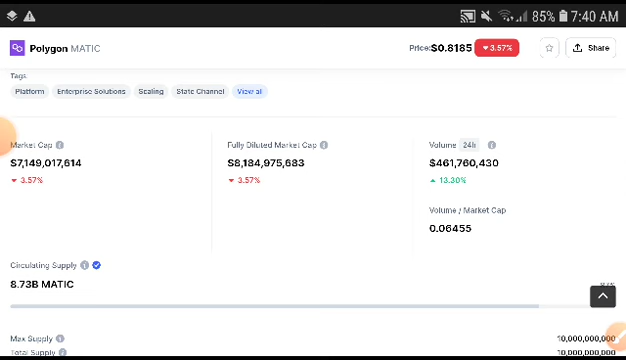 85% 7:40 AM
Polygon MATIC
Price:$0.8185 ▾ 3.57%
Share
Tags
Platform Enterprise Solutions Scaling State Channel View all
Market Cap
$7,149,017,614
▾ 3.57%
Fully Diluted Market Cap
$8,184,975,683
▾ 3.57%
Volume 24h
$461,760,430
▴ 13.30%
Volume / Market Cap
0.06455
Circulating Supply
8.73B MATIC
Max Supply 10,000,000,000
Total Supply 10,000,000,000